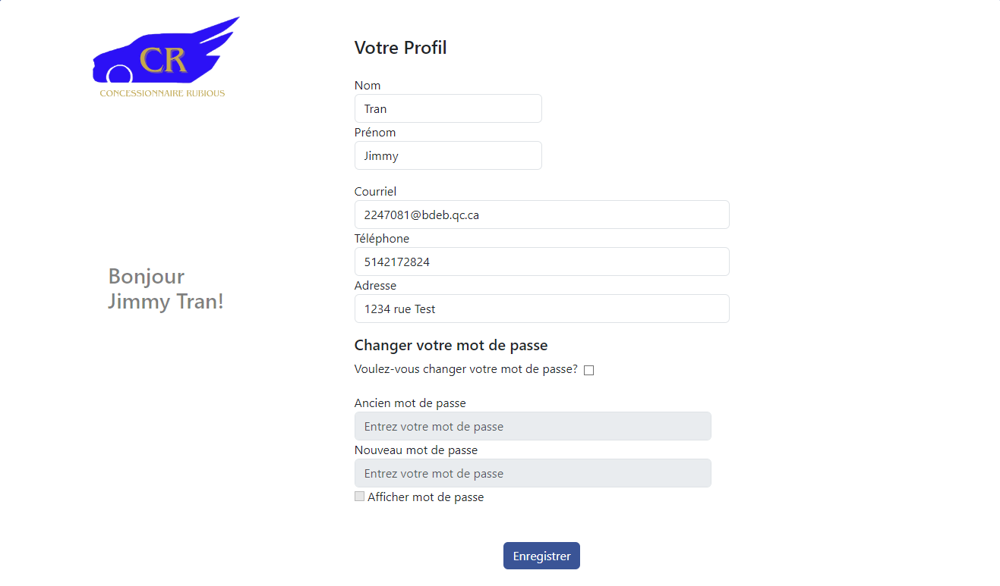 CR
CONCESSIONNAIRE RUBIOUS
Bonjour
Jimmy Tran!
Votre Profil
Nom
Tran
Prénom
Jimmy
Courriel
2247081@bdeb.qc.ca
Téléphone
5142172824
Adresse
1234 rue Test
Changer votre mot de passe
Voulez-vous changer votre mot de passe?
Ancien mot de passe
Entrez votre mot de passe
Nouveau mot de passe
Entrez votre mot de passe
Afficher mot de passe
Enregistrer